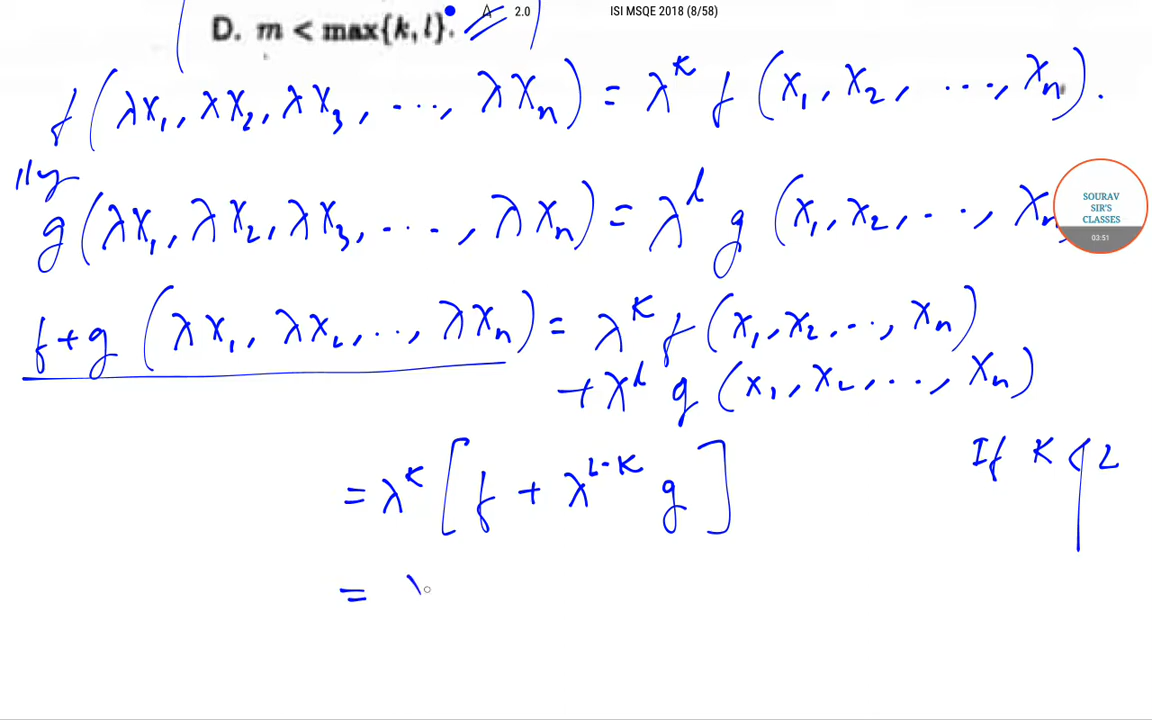 A 2.0 ISI MSQE 2018 (8/58)
D. m < max{k, l}.
f(λx₁, λx₂, λx₃, ..., λxₙ) = λᴷ f(x₁, x₂, ..., xₙ).
||ly
g(λx₁, λx₂, λx₃, ..., λxₙ) = λˡ g(x₁, x₂, ..., xₙ
SOURAV
SIR'S
CLASSES
03:51
f+g (λx₁, λx₂, .., λxₙ) = λᴷ f(x₁, x₂, .., xₙ)
+ λˡ g (x₁, x₂, .., xₙ)
= λᴷ [f + λᴸ⁻ᴷ g] If K < L
= \